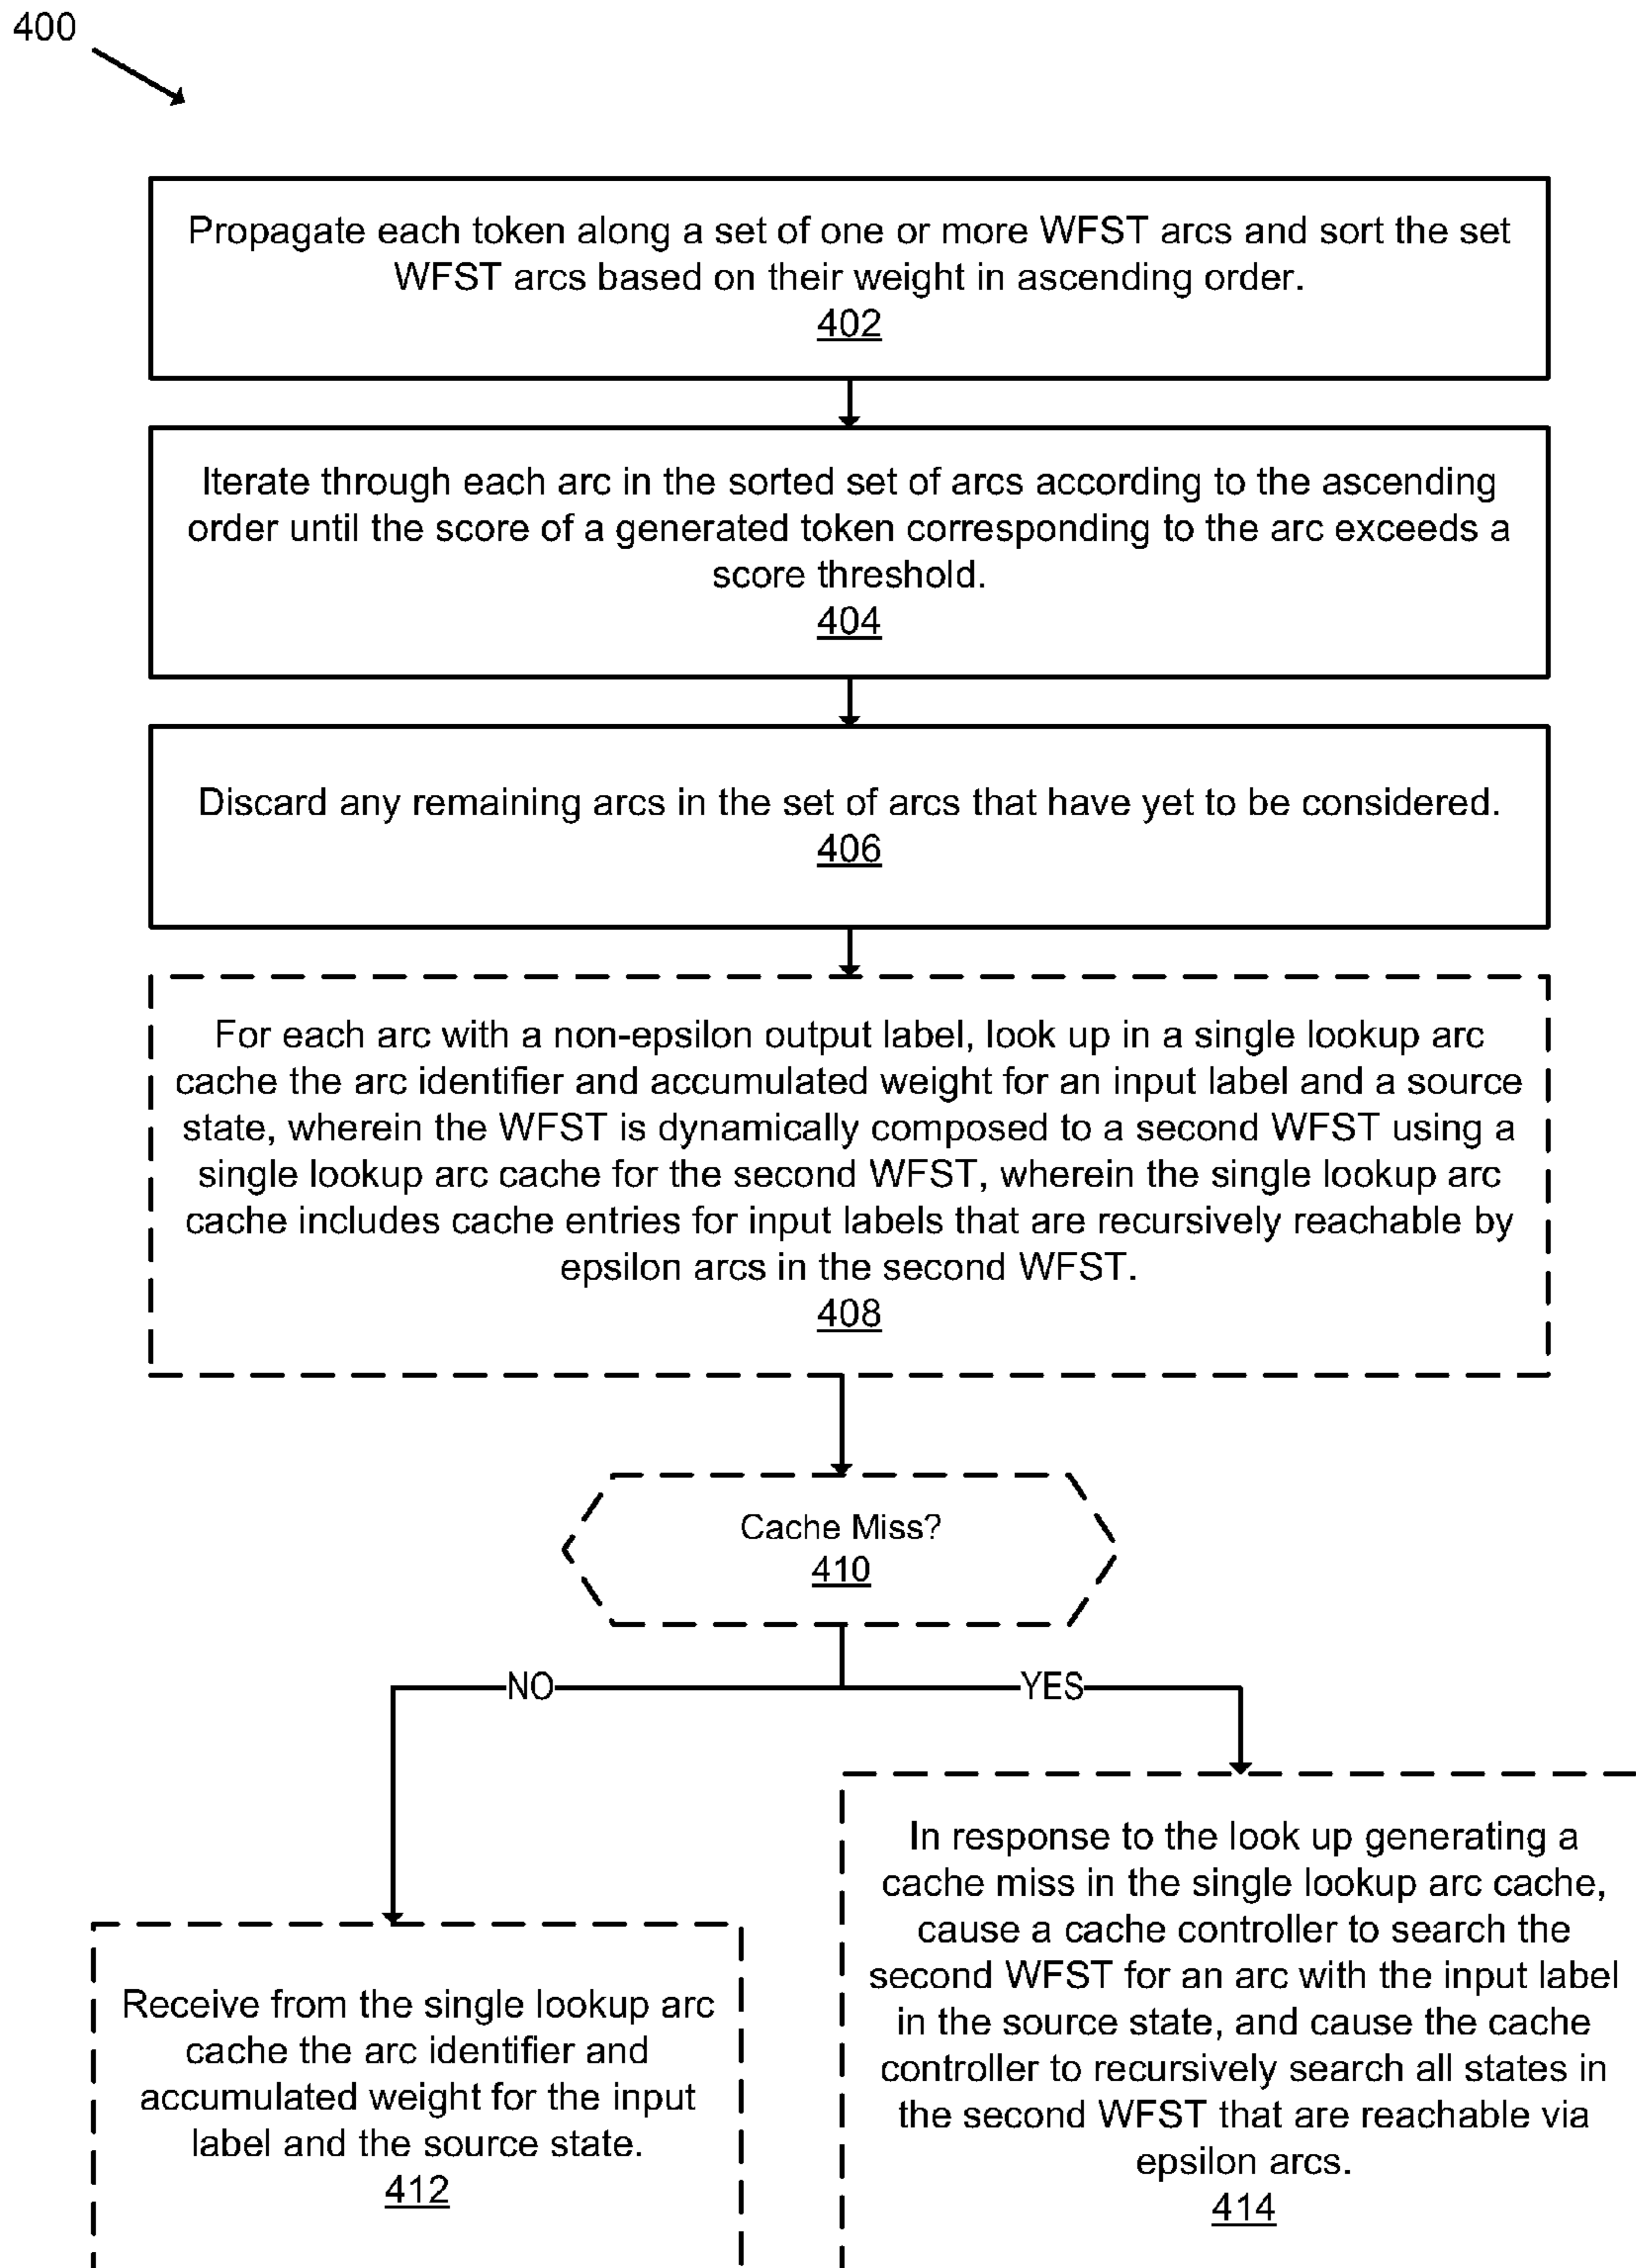 400
Propagate each token along a set of one or more WFST arcs and sort the set
WFST arcs based on their weight in ascending order.
402
Iterate through each arc in the sorted set of arcs according to the ascending
order until the score of a generated token corresponding to the arc exceeds a
score threshold.
404
Discard any remaining arcs in the set of arcs that have yet to be considered.
406
For each arc with a non-epsilon output label, look up in a single lookup arc
cache the arc identifier and accumulated weight for an input label and a source
state, wherein the WFST is dynamically composed to a second WFST using a
single lookup arc cache for the second WFST, wherein the single lookup arc
cache includes cache entries for input labels that are recursively reachable by
epsilon arcs in the second WFST.
408
Cache Miss?
410
NO
YES
Receive from the single lookup arc
cache the arc identifier and
accumulated weight for the input
label and the source state.
412
In response to the look up generating a
cache miss in the single lookup arc cache,
cause a cache controller to search the
second WFST for an arc with the input label
in the source state, and cause the cache
controller to recursively search all states in
the second WFST that are reachable via
epsilon arcs.
414